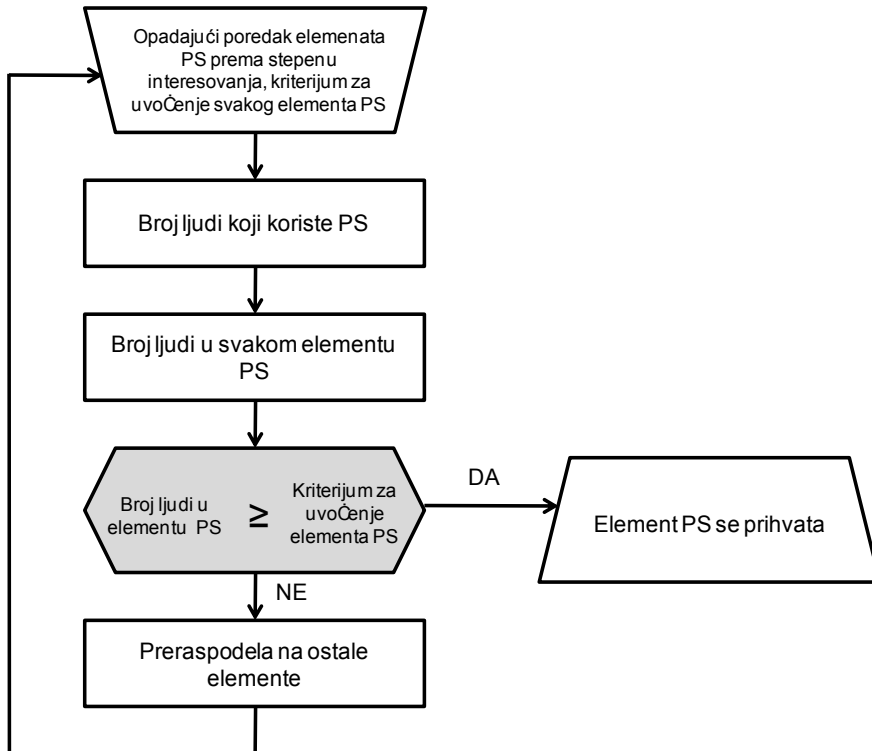 Opadajući poredak elemenata
PS prema stepenu
interesovanja, kriterijum za
uvoČenje svakog elementa PS
Broj ljudi koji koriste PS
Broj ljudi u svakom elementu
PS
Broj ljudi u
elementu PS
≥
Kriterijum za
uvoČenje
elementa PS
DA
Element PS se prihvata
NE
Preraspodela na ostale
elemente